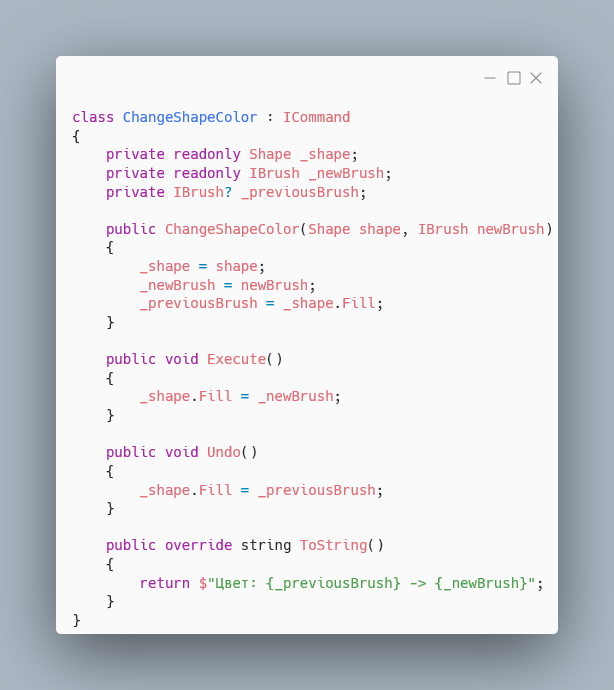 class ChangeShapeColor : ICommand
{
    private readonly Shape _shape;
    private readonly IBrush _newBrush;
    private IBrush? _previousBrush;

    public ChangeShapeColor(Shape shape, IBrush newBrush)
    {
        _shape = shape;
        _newBrush = newBrush;
        _previousBrush = _shape.Fill;
    }

    public void Execute()
    {
        _shape.Fill = _newBrush;
    }

    public void Undo()
    {
        _shape.Fill = _previousBrush;
    }

    public override string ToString()
    {
        return $"Цвет: {_previousBrush} -> {_newBrush}";
    }
}